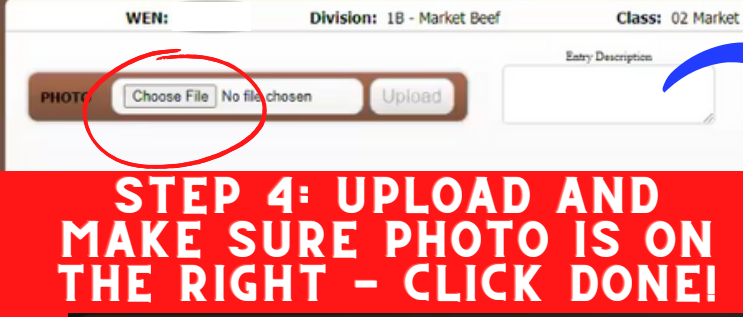 WEN: Division: 1B - Market Beef Class: 02 Market
Entry Description
PHOTO Choose File No file chosen Upload
STEP 4: UPLOAD AND
MAKE SURE PHOTO IS ON
THE RIGHT - CLICK DONE!